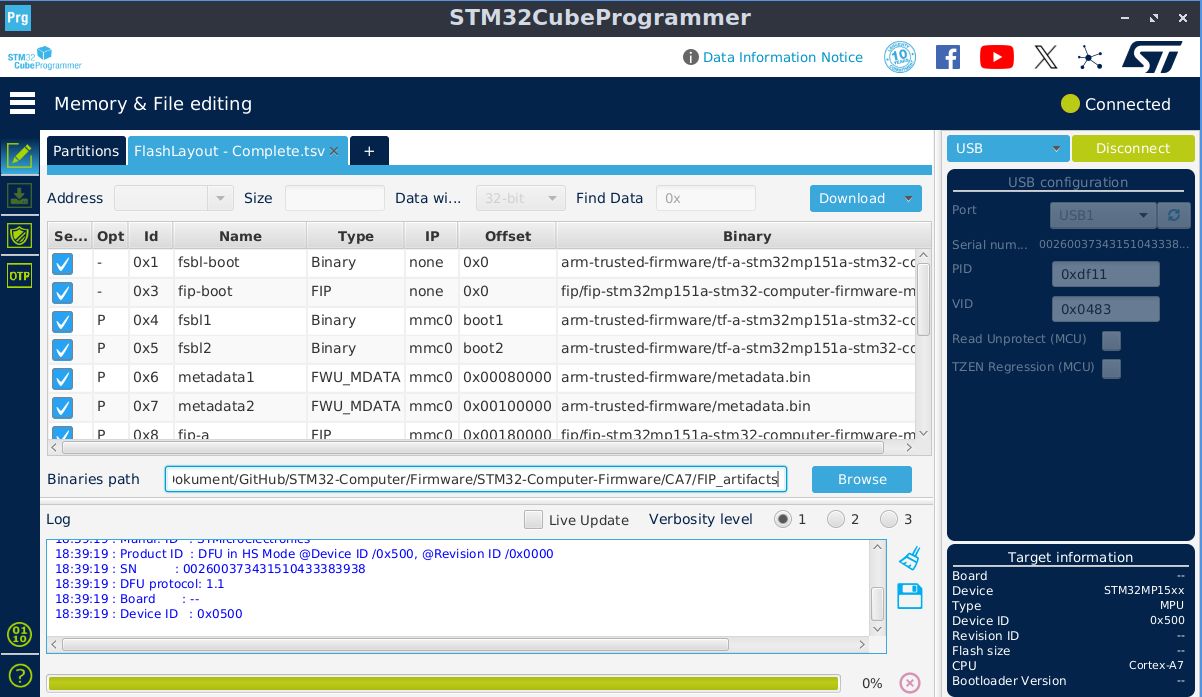 Prg
STM32CubeProgrammer
STM32 CubeProgrammer
Data Information Notice
Memory & File editing
Connected
Partitions
FlashLayout - Complete.tsv
+
USB
Disconnect
Address
Size
Data wi...
32-bit
Find Data
0x
Download
USB configuration
Port
USB1
Serial num...
00260037343151043338...
PID
0xdf11
VID
0x0483
Read Unprotect (MCU)
TZEN Regression (MCU)
Se... Opt Id Name Type IP Offset Binary
- 0x1 fsbl-boot Binary none 0x0 arm-trusted-firmware/tf-a-stm32mp151a-stm32-co
- 0x3 fip-boot FIP none 0x0 fip/fip-stm32mp151a-stm32-computer-firmware-m
P 0x4 fsbl1 Binary mmc0 boot1 arm-trusted-firmware/tf-a-stm32mp151a-stm32-co
P 0x5 fsbl2 Binary mmc0 boot2 arm-trusted-firmware/tf-a-stm32mp151a-stm32-co
P 0x6 metadata1 FWU_MDATA mmc0 0x00080000 arm-trusted-firmware/metadata.bin
P 0x7 metadata2 FWU_MDATA mmc0 0x00100000 arm-trusted-firmware/metadata.bin
P 0x8 fip-a FIP mmc0 0x00180000 fip/fip-stm32mp151a-stm32-computer-firmware-m
OTP
Binaries path
okument/GitHub/STM32-Computer/Firmware/STM32-Computer-Firmware/CA7/FIP_artifacts
Browse
Log
Live Update
Verbosity level
1
2
3
18:39:19 : Manuf. ID : STMicroelectronics
18:39:19 : Product ID : DFU in HS Mode @Device ID /0x500, @Revision ID /0x0000
18:39:19 : SN : 002600373431510433383938
18:39:19 : DFU protocol: 1.1
18:39:19 : Board : --
18:39:19 : Device ID : 0x0500
0%
Target information
Board --
Device STM32MP15xx
Type MPU
Device ID 0x500
Revision ID --
Flash size --
CPU Cortex-A7
Bootloader Version --